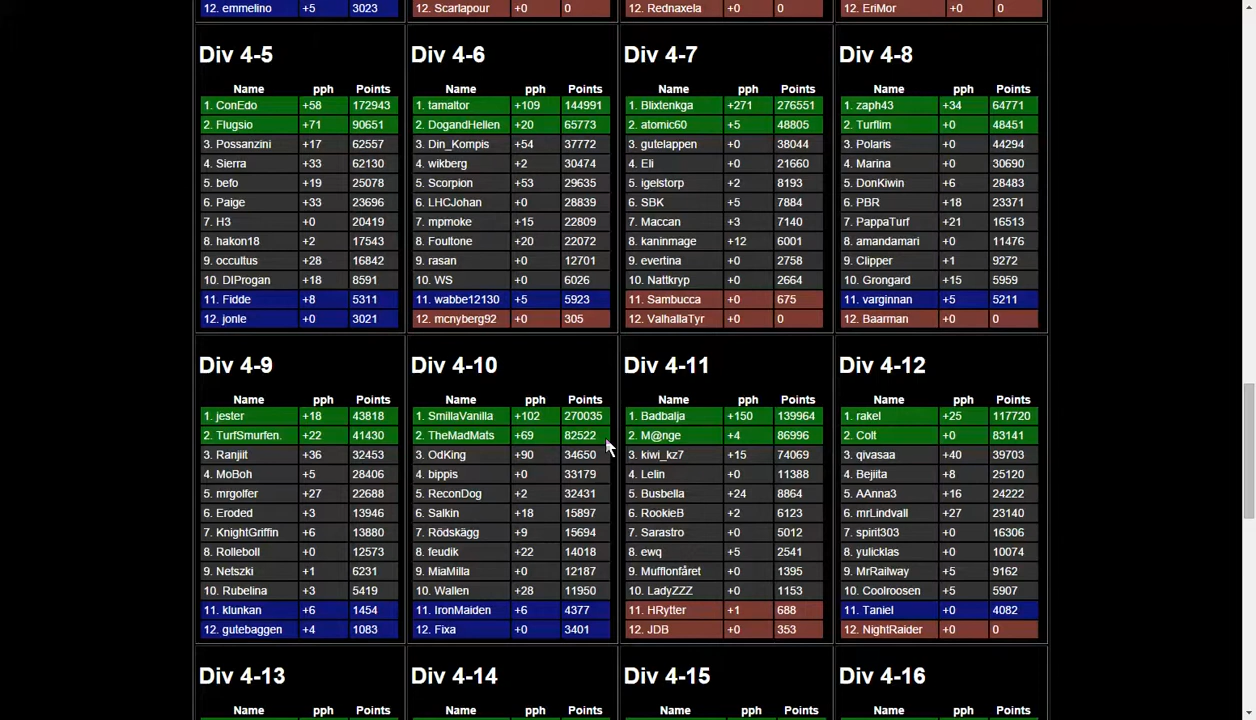 12. emmelino +5 3023
12. Scarlapour +0 0
12. Rednaxela +0 0
12. EriMor +0 0
Div 4-5
Name pph Points
1. ConEdo +58 172943
2. Flugsio +71 90651
3. Possanzini +17 62557
4. Sierra +33 62130
5. befo +19 25078
6. Paige +33 23696
7. H3 +0 20419
8. hakon18 +2 17543
9. occultus +28 16842
10. DIProgan +18 8591
11. Fidde +8 5311
12. jonle +0 3021
Div 4-6
Name pph Points
1. tamaltor +109 144991
2. DogandHellen +20 65773
3. Din_Kompis +54 37772
4. wikberg +2 30474
5. Scorpion +53 29635
6. LHCJohan +0 28839
7. mpmoke +15 22809
8. Foultone +20 22072
9. rasan +0 12701
10. WS +0 6026
11. wabbe12130 +5 5923
12. mcnyberg92 +0 305
Div 4-7
Name pph Points
1. Blixtenkga +271 276551
2. atomic60 +5 48805
3. gutelappen +0 38044
4. Eli +0 21660
5. igelstorp +2 8193
6. SBK +5 7884
7. Maccan +3 7140
8. kaninmage +12 6001
9. evertina +0 2758
10. Nattkryp +0 2664
11. Sambucca +0 675
12. ValhallaTyr +0 0
Div 4-8
Name pph Points
1. zaph43 +34 64771
2. Turflim +0 48451
3. Polaris +0 44294
4. Marina +0 30690
5. DonKiwin +6 28483
6. PBR +18 23371
7. PappaTurf +21 16513
8. amandamari +0 11476
9. Clipper +1 9272
10. Grongard +15 5959
11. varginnan +5 5211
12. Baarman +0 0
Div 4-9
Name pph Points
1. jester +18 43818
2. TurfSmurfen. +22 41430
3. Ranjiit +36 32453
4. MoBoh +5 28406
5. mrgolfer +27 22688
6. Eroded +3 13946
7. KnightGriffin +6 13880
8. Rolleboll +0 12573
9. Netszki +1 6231
10. Rubelina +3 5419
11. klunkan +6 1454
12. gutebaggen +4 1083
Div 4-10
Name pph Points
1. SmillaVanilla +102 270035
2. TheMadMats +69 82522
3. OdKing +90 34650
4. bippis +0 33179
5. ReconDog +2 32431
6. Salkin +18 15897
7. Rödskägg +9 15694
8. feudik +22 14018
9. MiaMilla +0 12187
10. Wallen +28 11950
11. IronMaiden +6 4377
12. Fixa +0 3401
Div 4-11
Name pph Points
1. Badbalja +150 139964
2. M@nge +4 86996
3. kiwi_kz7 +15 74069
4. Lelin +0 11388
5. Busbella +24 8864
6. RookieB +2 6123
7. Sarastro +0 5012
8. ewq +5 2541
9. Mufflonfåret +0 1395
10. LadyZZZ +0 1153
11. HRytter +1 688
12. JDB +0 353
Div 4-12
Name pph Points
1. rakel +25 117720
2. Colt +0 83141
3. qivasaa +40 39703
4. Bejiita +8 25120
5. AAnna3 +16 24222
6. mrLindvall +27 23140
7. spirit303 +0 16306
8. yulicklas +0 10074
9. MrRailway +5 9162
10. Coolroosen +5 5907
11. Taniel +0 4082
12. NightRaider +0 0
Div 4-13
Name pph Points
Div 4-14
Name pph Points
Div 4-15
Name pph Points
Div 4-16
Name pph Points